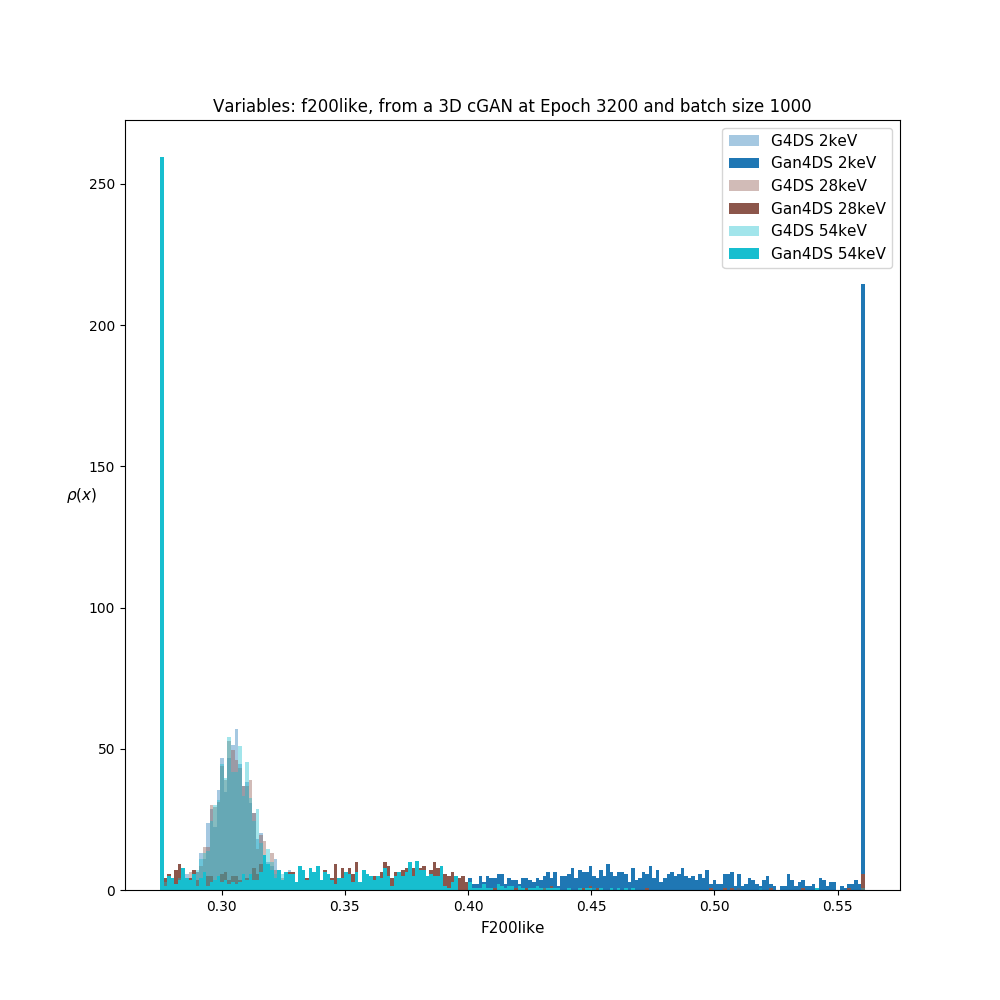 Variables: f200like, from a 3D cGAN at Epoch 3200 and batch size 1000
G4DS 2keV
Gan4DS 2keV
G4DS 28keV
Gan4DS 28keV
G4DS 54keV
Gan4DS 54keV
250
200
150
ρ(x)
100
50
0
0.30 0.35 0.40 0.45 0.50 0.55
F200like